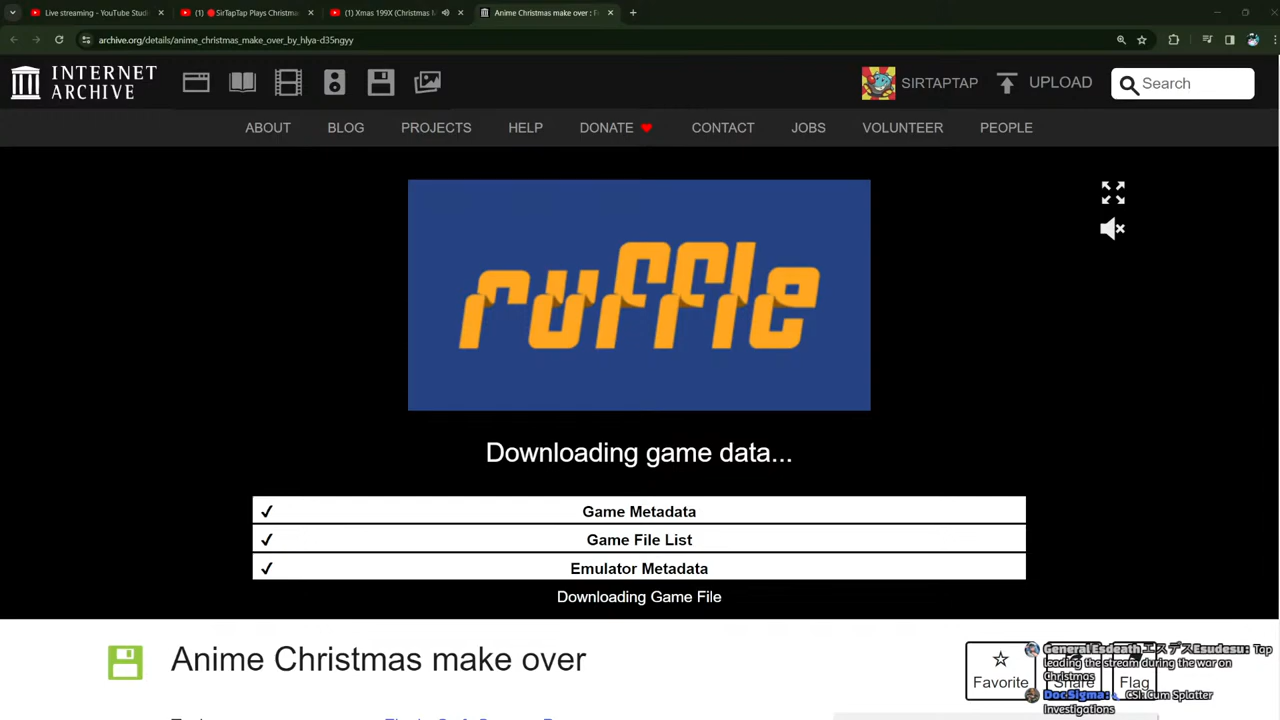 Live streaming - YouTube Studio
(1) 🔴SirTapTap Plays Christma
(1) Xmas 199X (Christmas l
Anime Christmas make over : F
archive.org/details/anime_christmas_make_over_by_hlya-d35ngyy
INTERNET
ARCHIVE
SIRTAPTAP
UPLOAD
Search
ABOUT
BLOG
PROJECTS
HELP
DONATE
CONTACT
JOBS
VOLUNTEER
PEOPLE
ruffle
Downloading game data...
✓ Game Metadata
✓ Game File List
✓ Emulator Metadata
Downloading Game File
Anime Christmas make over
Favorite
Share
Flag
General Esdeath エスデス Esudesu: Tap
leading the stream during the war on
Christmas
Doc Sigma: CSI: Cum Splatter
Investigations